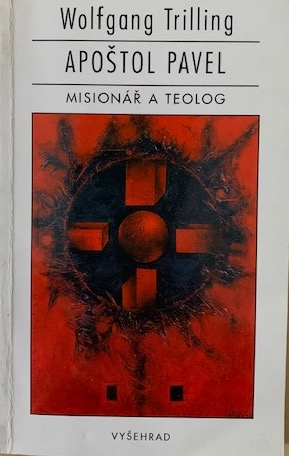 Wolfgang Trilling
APOŠTOL PAVEL
MISIONÁŘ A TEOLOG
VYŠEHRAD